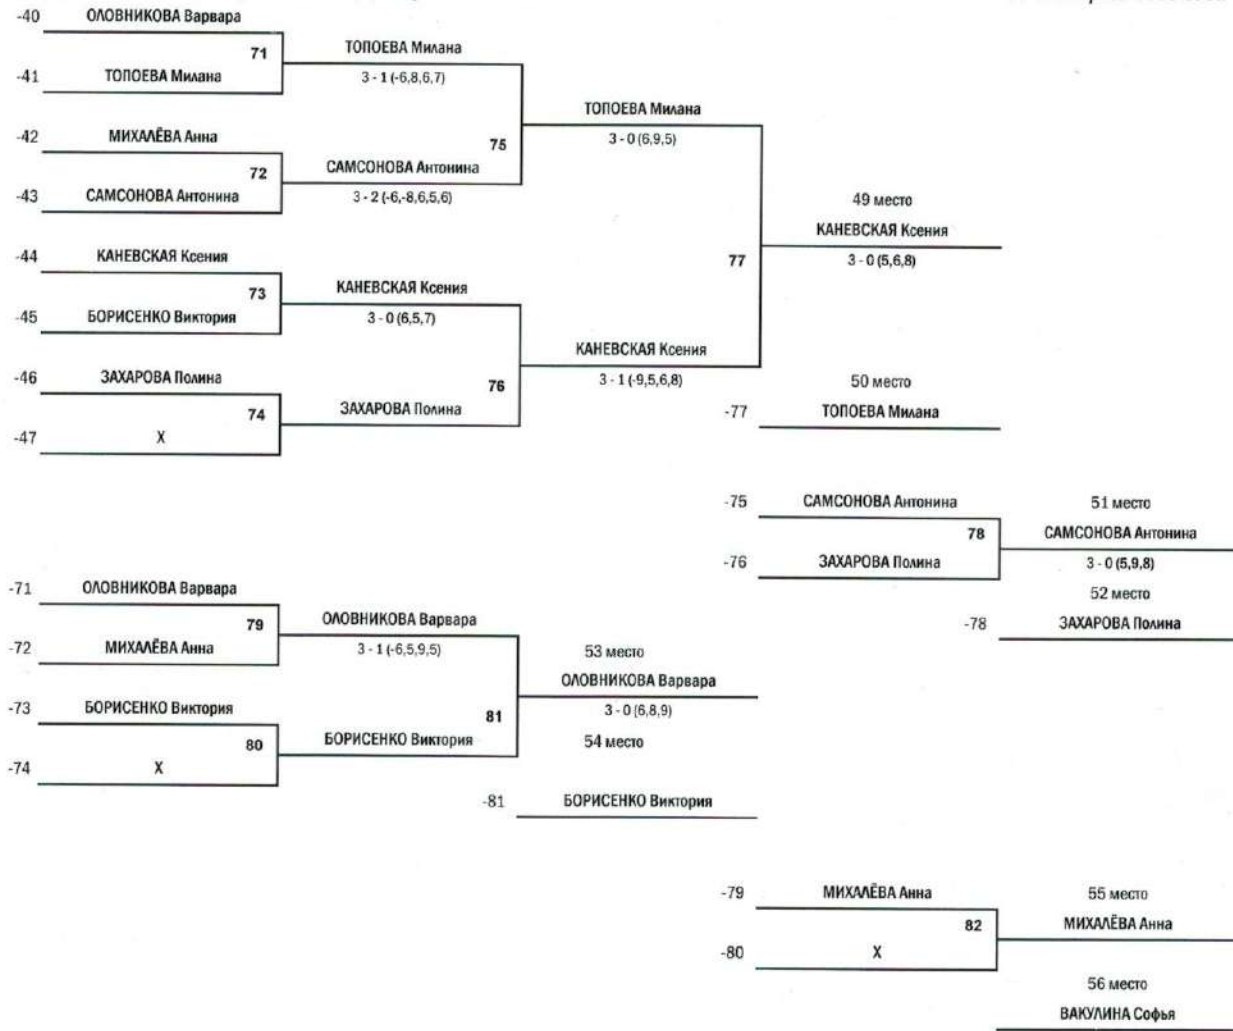 -40 ОЛОВНИКОВА Варвара
71
ТОПОЕВА Милана
-41 ТОПОЕВА Милана
3 - 1 (-6,8,6,7)
ТОПОЕВА Милана
-42 МИХАЛЁВА Анна
75
3 - 0 (6,9,5)
72
САМСОНОВА Антонина
-43 САМСОНОВА Антонина
3 - 2 (-6,-8,6,5,6)
49 место
КАНЕВСКАЯ Ксения
-44 КАНЕВСКАЯ Ксения
77
3 - 0 (5,6,8)
73
КАНЕВСКАЯ Ксения
-45 БОРИСЕНКО Виктория
3 - 0 (6,5,7)
КАНЕВСКАЯ Ксения
-46 ЗАХАРОВА Полина
76
3 - 1 (-9,5,6,8)
50 место
74
ЗАХАРОВА Полина
-77 ТОПОЕВА Милана
-47 X
-75 САМСОНОВА Антонина
51 место
78
САМСОНОВА Антонина
-76 ЗАХАРОВА Полина
3 - 0 (5,9,8)
-71 ОЛОВНИКОВА Варвара
52 место
79
ОЛОВНИКОВА Варвара
-78 ЗАХАРОВА Полина
-72 МИХАЛЁВА Анна
3 - 1 (-6,5,9,5)
53 место
ОЛОВНИКОВА Варвара
-73 БОРИСЕНКО Виктория
81
3 - 0 (6,8,9)
80
БОРИСЕНКО Виктория
54 место
-74 X
-81 БОРИСЕНКО Виктория
-79 МИХАЛЁВА Анна
55 место
82
МИХАЛЁВА Анна
-80 X
56 место
ВАКУЛИНА Софья